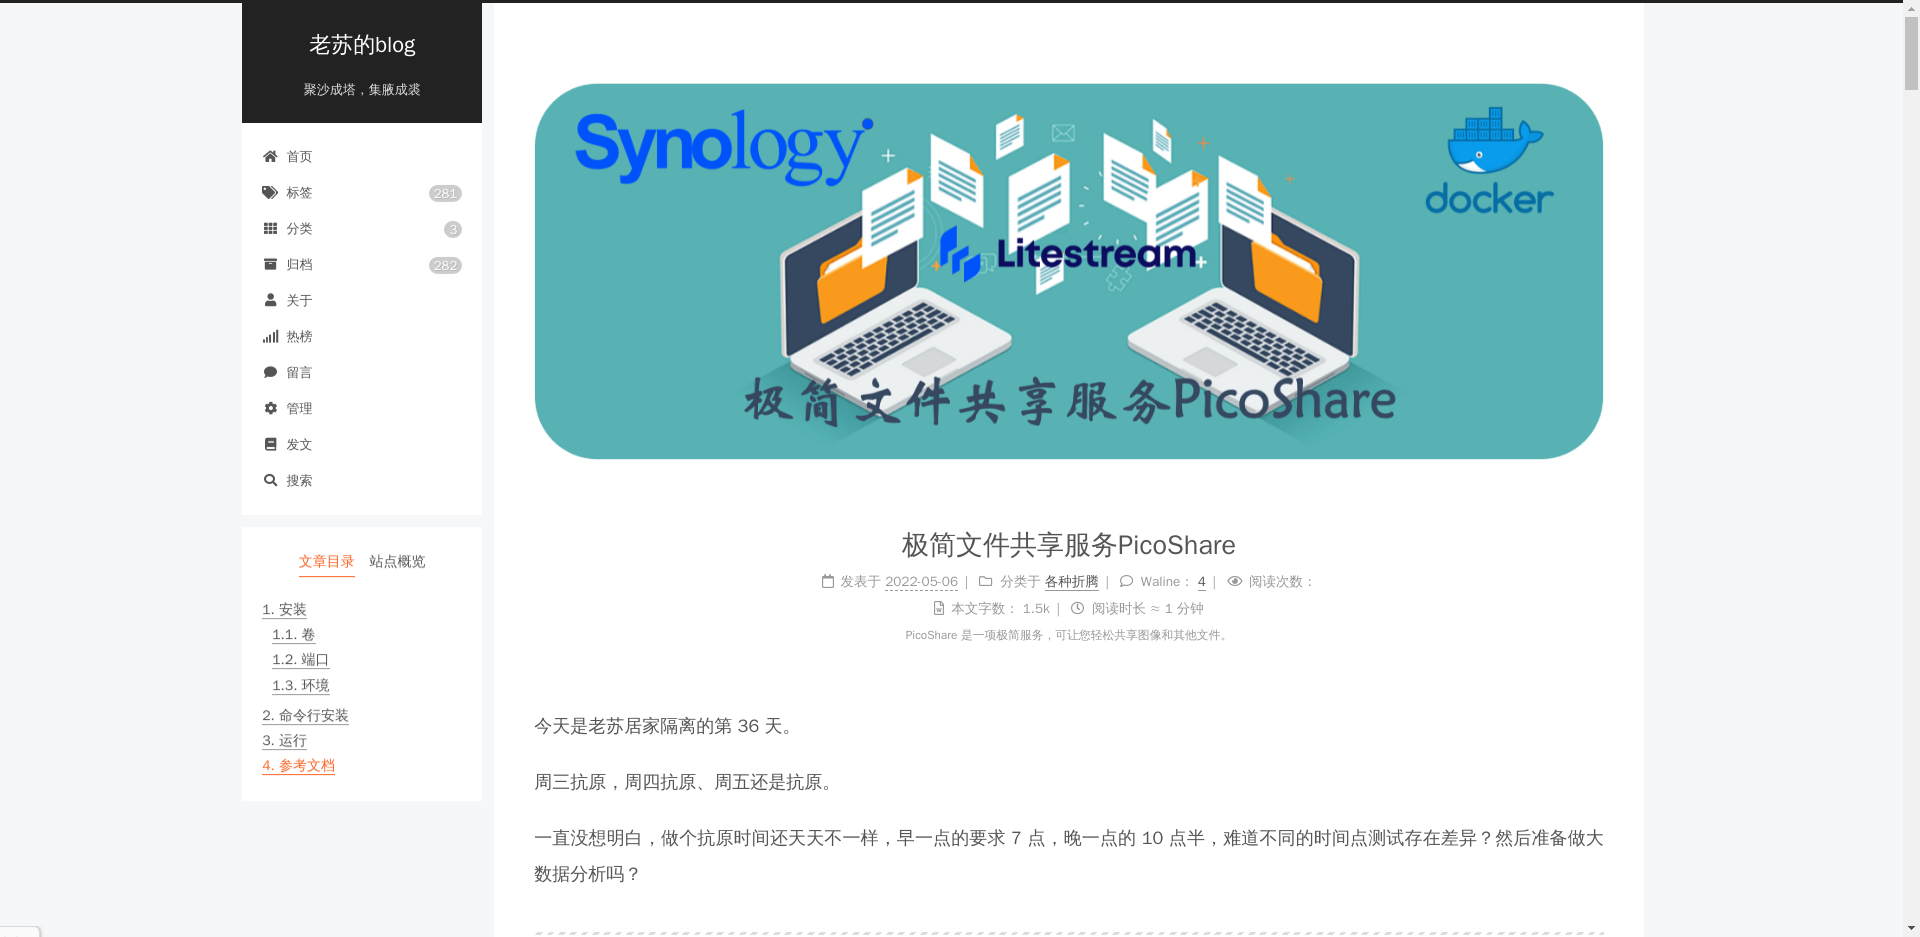 老苏的blog
聚沙成塔，集腋成裘
首页
标签 281
分类 3
归档 282
关于
热榜
留言
管理
发文
搜索
文章目录 站点概览
1. 安装
1.1. 卷
1.2. 端口
1.3. 环境
2. 命令行安装
3. 运行
4. 参考文档
Synology
docker
Litestream
极简文件共享服务PicoShare
极简文件共享服务PicoShare
发表于 2022-05-06 | 分类于 各种折腾 | Waline： 4 | 阅读次数：
本文字数： 1.5k | 阅读时长 ≈ 1 分钟
PicoShare 是一项极简服务，可让您轻松共享图像和其他文件。
今天是老苏居家隔离的第 36 天。
周三抗原，周四抗原、周五还是抗原。
一直没想明白，做个抗原时间还天天不一样，早一点的要求 7 点，晚一点的 10 点半，难道不同的时间点测试存在差异？然后准备做大
数据分析吗？